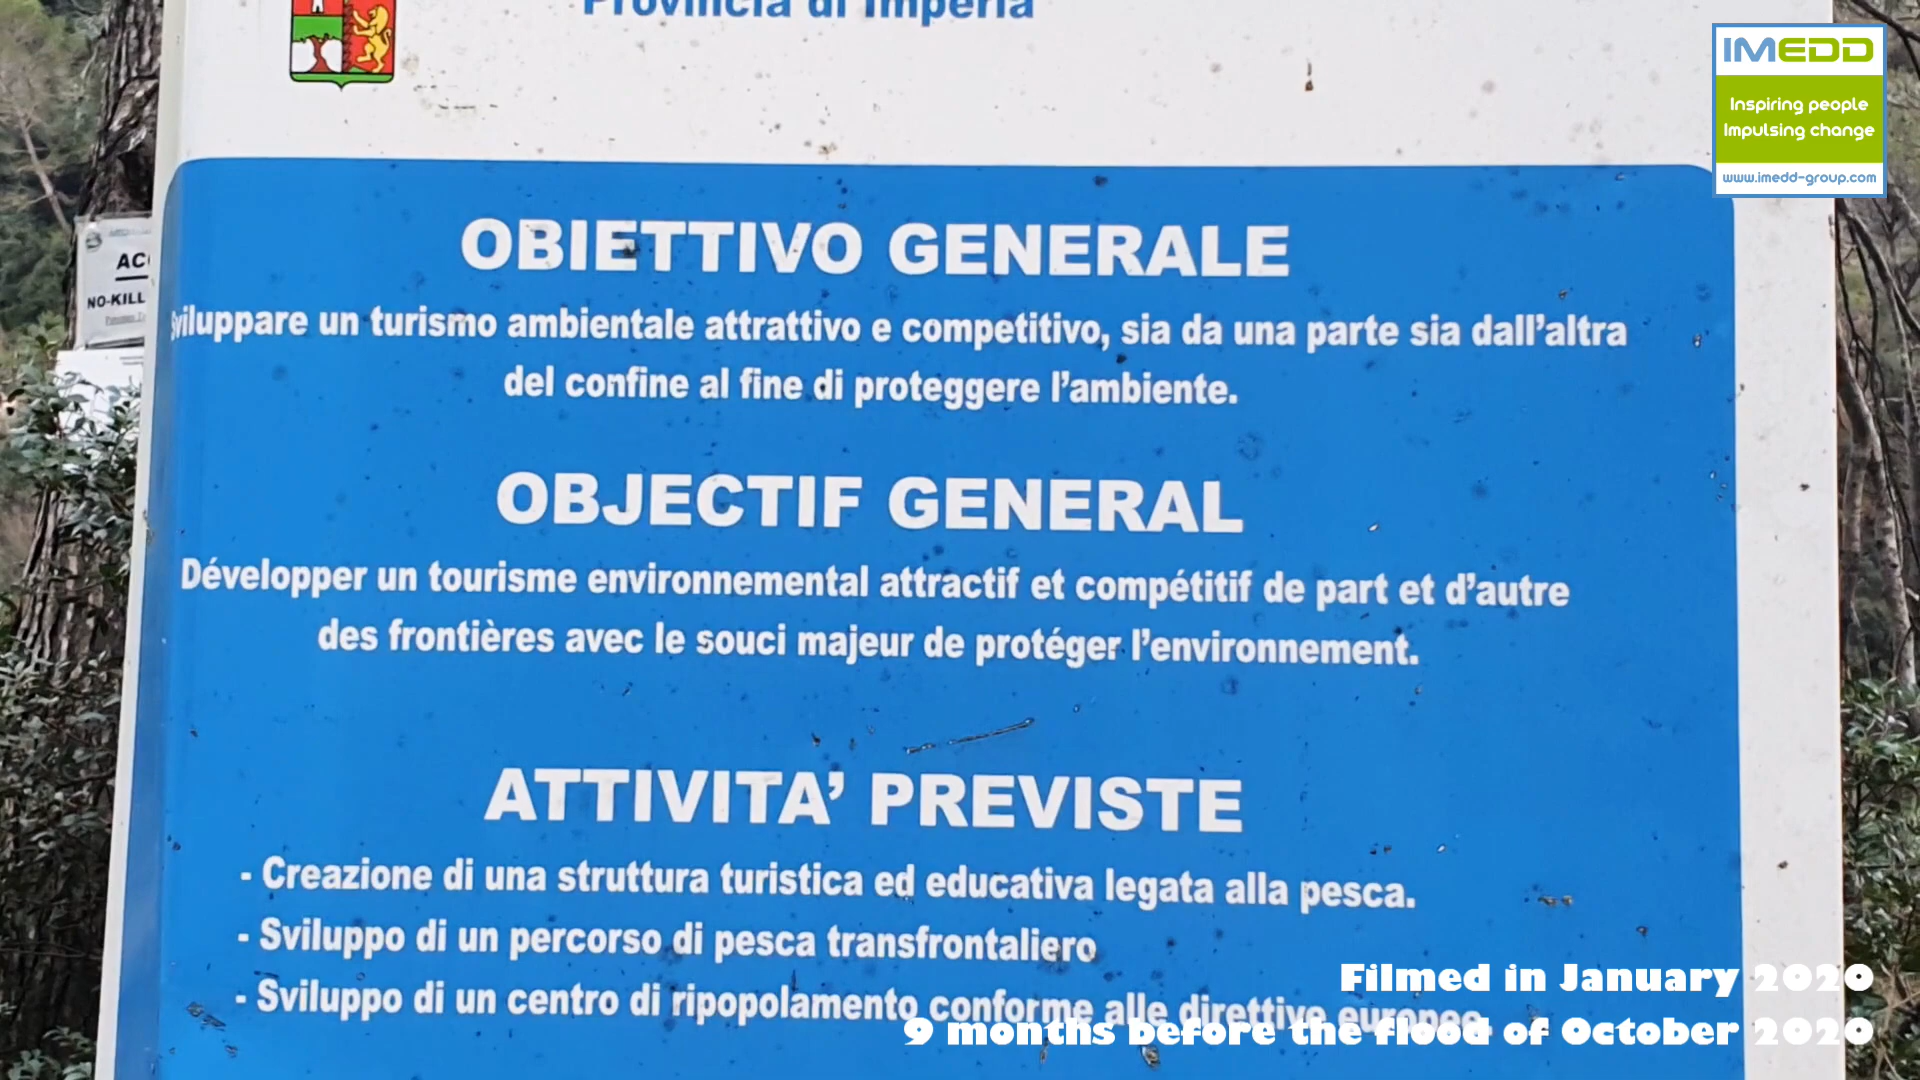 Provincia di Imperia
IMEDD
Inspiring people
Impulsing change
www.imedd-group.com
AC
NO-KILL
OBIETTIVO GENERALE
Sviluppare un turismo ambientale attrattivo e competitivo, sia da una parte sia dall'altra
del confine al fine di proteggere l'ambiente.
OBJECTIF GENERAL
Développer un tourisme environnemental attractif et compétitif de part et d'autre
des frontières avec le souci majeur de protéger l'environnement.
ATTIVITA' PREVISTE
- Creazione di una struttura turistica ed educativa legata alla pesca.
- Sviluppo di un percorso di pesca transfrontaliero
- Sviluppo di un centro di ripopolamento conforme alle direttive europee.
Filmed in January 2020
9 months before the flood of October 2020